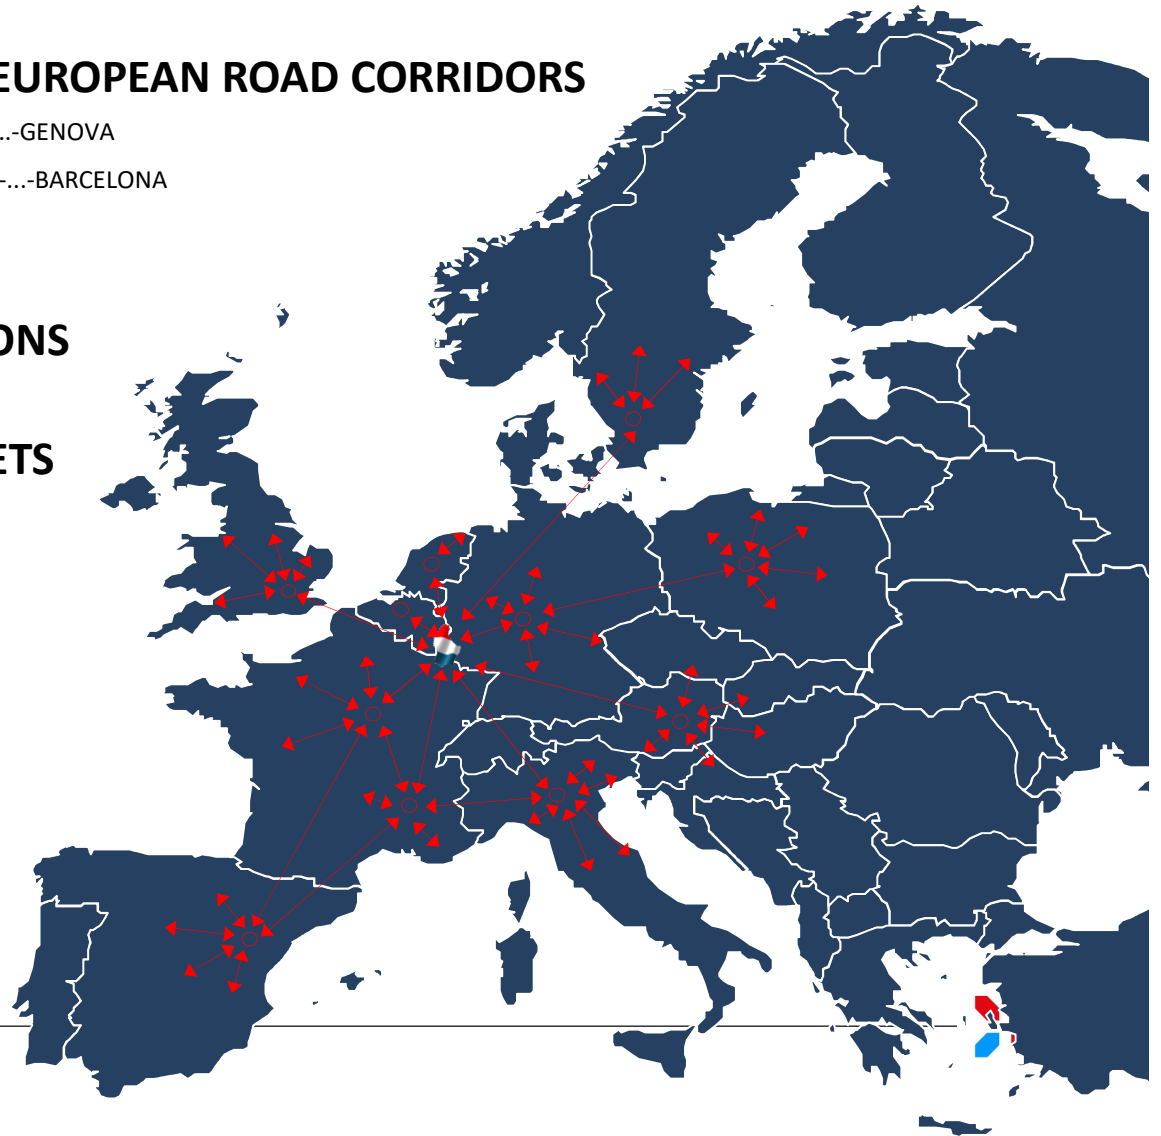 EUROPEAN ROAD CORRIDORS
...-GENOVA
-...-BARCELONA
ONS
ETS